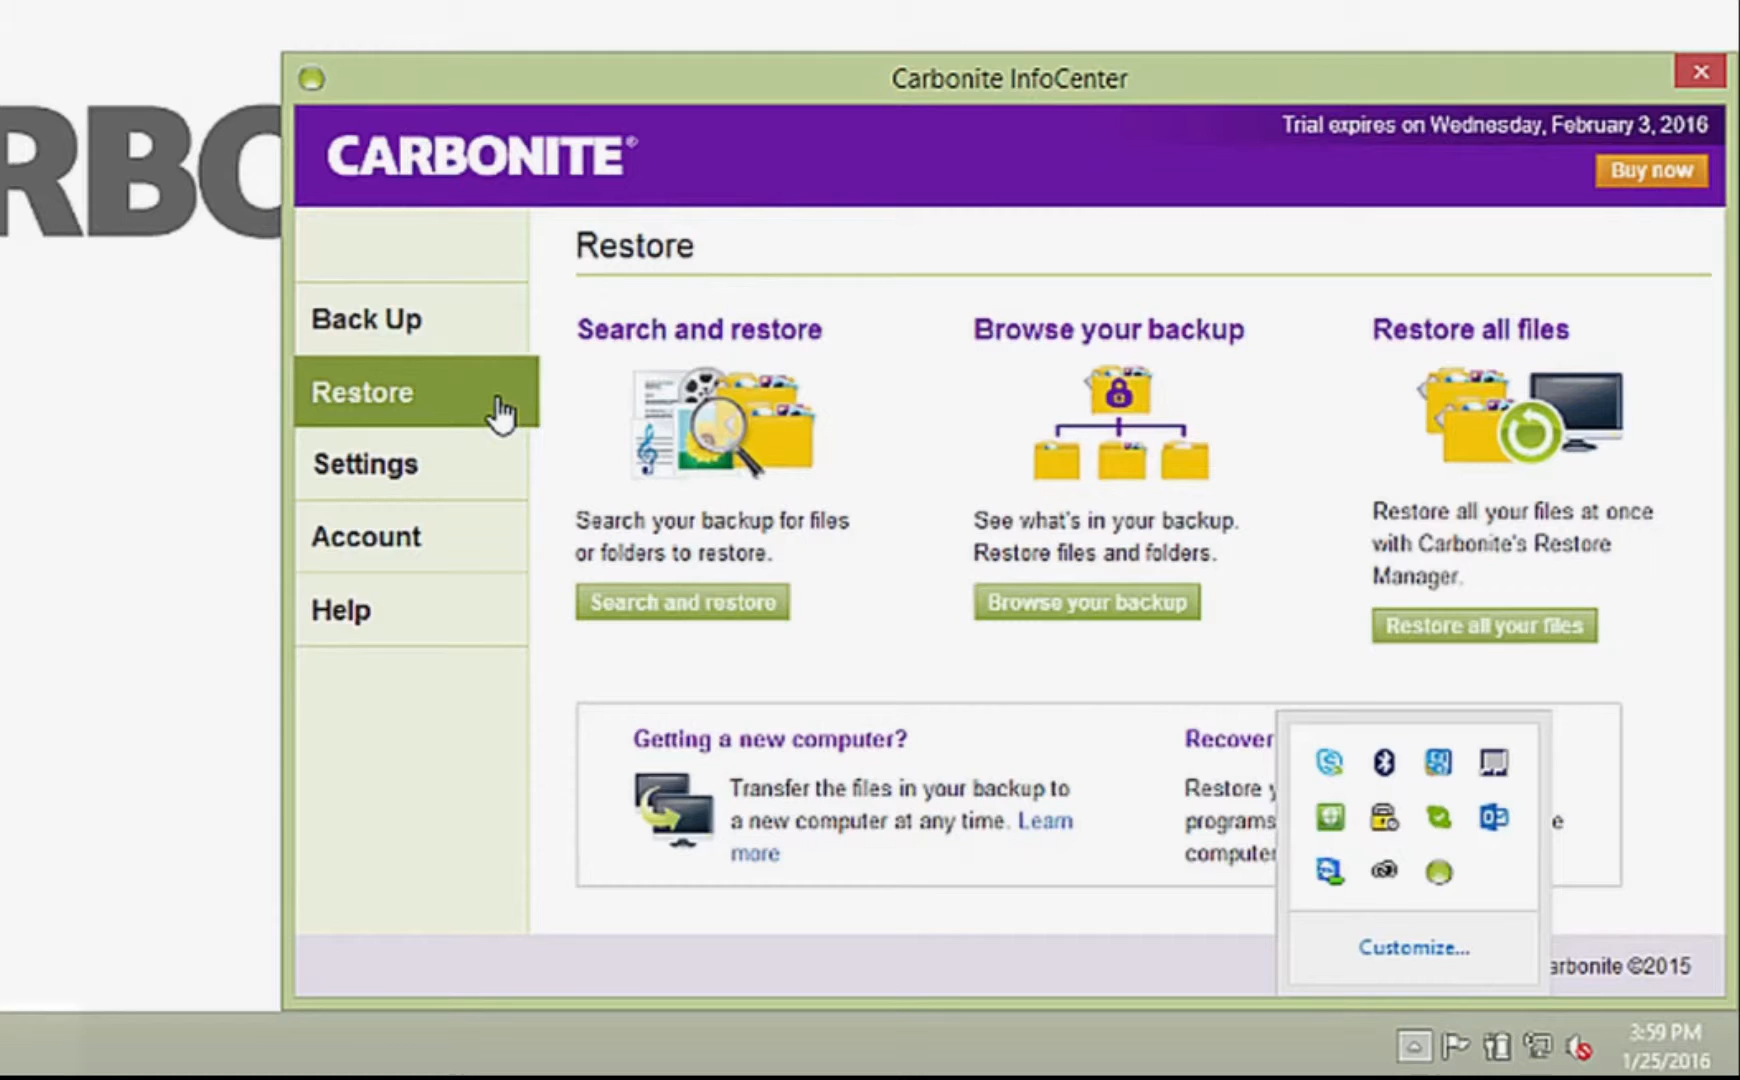 RBO
Carbonite InfoCenter
CARBONITE®
Trial expires on Wednesday, February 3, 2016
Buy now
Back Up
Restore
Settings
Account
Help
Restore
Search and restore
Search your backup for files
or folders to restore.
Search and restore
Browse your backup
See what's in your backup.
Restore files and folders.
Browse your backup
Restore all files
Restore all your files at once
with Carbonite's Restore
Manager.
Restore all your files
Getting a new computer?
Transfer the files in your backup to
a new computer at any time. Learn
more
Recover
Restore y
programs
computer
e
Customize...
arbonite ©2015
3:59 PM
1/25/2016